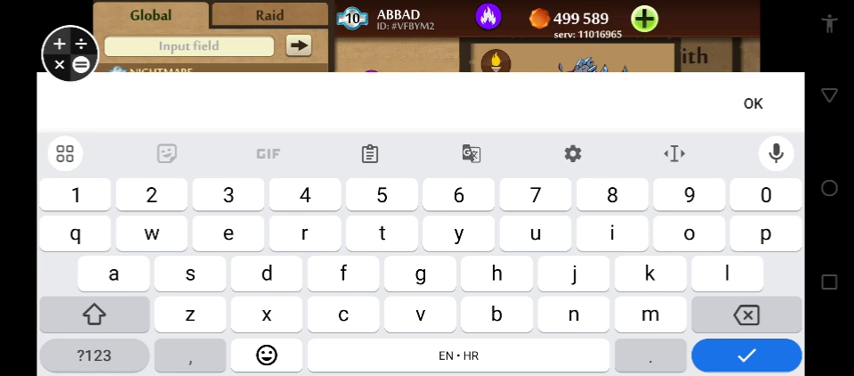 Global
Raid
10
ABBAD
ID: #VFBYM2
499 589
serv: 11016965
Input field
NIGHTMARE
ith
OK
GIF
1 2 3 4 5 6 7 8 9 0
q w e r t y u i o p
a s d f g h j k l
z x c v b n m
?123 , EN • HR .